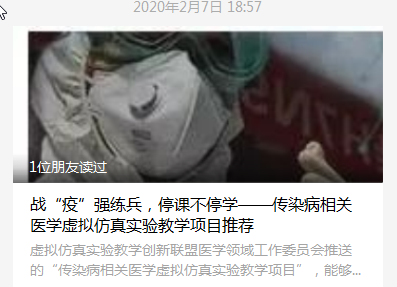 2020年2月7日 18:57
H7N5
1位朋友读过
战“疫”强练兵，停课不停学——传染病相关
医学虚拟仿真实验教学项目推荐
虚拟仿真实验教学创新联盟医学领域工作委员会推送
的“传染病相关医学虚拟仿真实验教学项目”，能够...